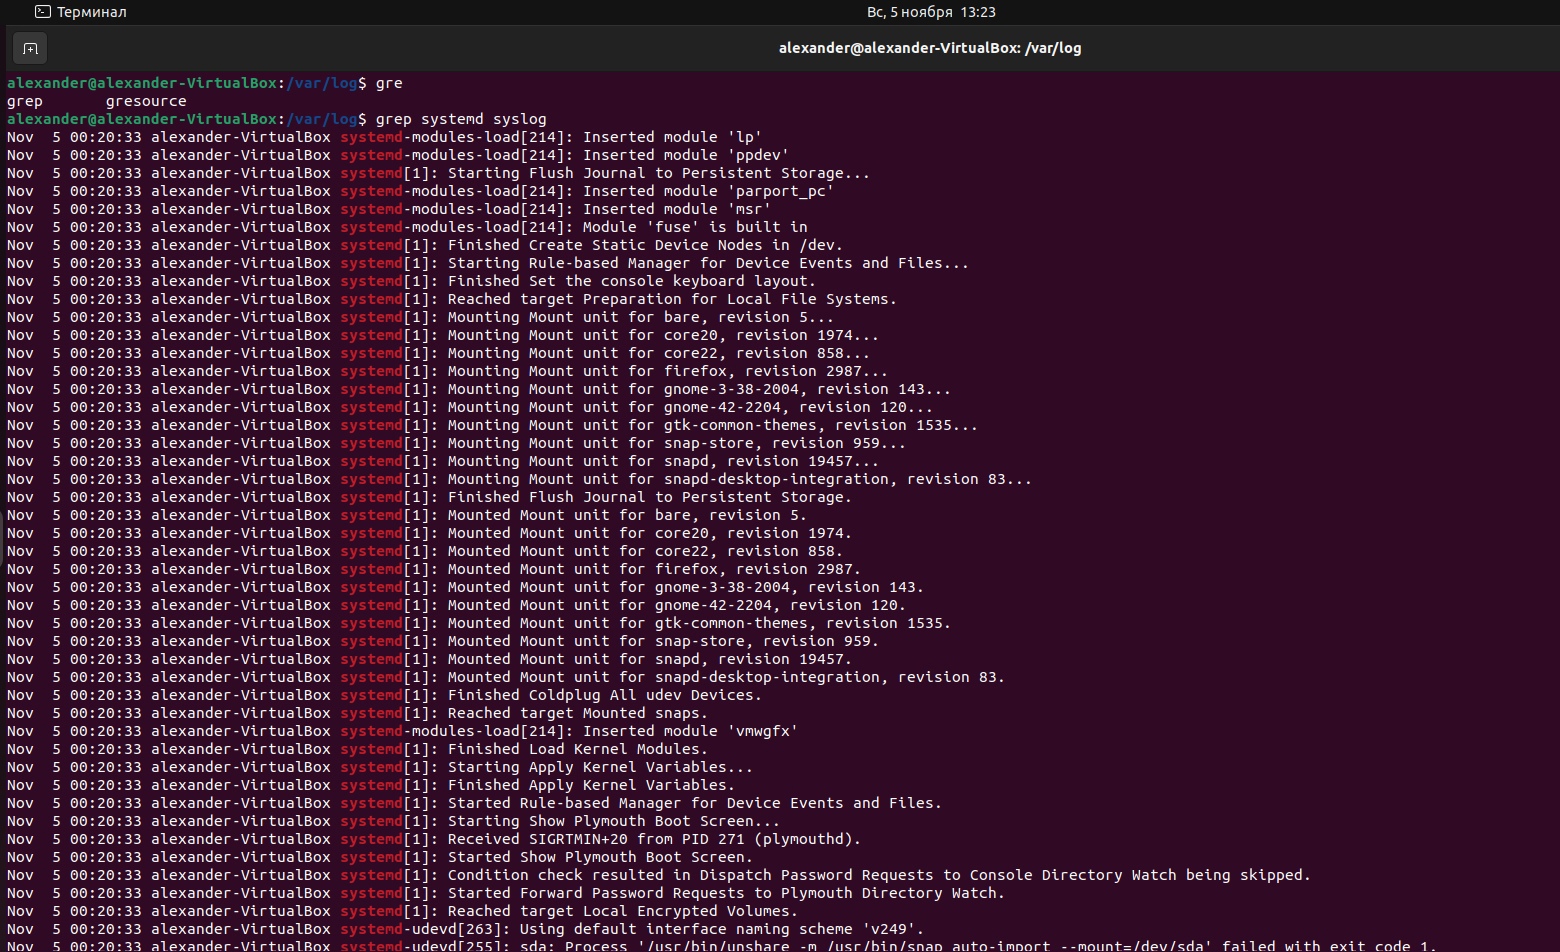 Терминал
Вс, 5 ноября 13:23
alexander@alexander-VirtualBox: /var/log
alexander@alexander-VirtualBox:/var/log$ gre
grep       gresource
alexander@alexander-VirtualBox:/var/log$ grep systemd syslog
Nov  5 00:20:33 alexander-VirtualBox systemd-modules-load[214]: Inserted module 'lp'
Nov  5 00:20:33 alexander-VirtualBox systemd-modules-load[214]: Inserted module 'ppdev'
Nov  5 00:20:33 alexander-VirtualBox systemd[1]: Starting Flush Journal to Persistent Storage...
Nov  5 00:20:33 alexander-VirtualBox systemd-modules-load[214]: Inserted module 'parport_pc'
Nov  5 00:20:33 alexander-VirtualBox systemd-modules-load[214]: Inserted module 'msr'
Nov  5 00:20:33 alexander-VirtualBox systemd-modules-load[214]: Module 'fuse' is built in
Nov  5 00:20:33 alexander-VirtualBox systemd[1]: Finished Create Static Device Nodes in /dev.
Nov  5 00:20:33 alexander-VirtualBox systemd[1]: Starting Rule-based Manager for Device Events and Files...
Nov  5 00:20:33 alexander-VirtualBox systemd[1]: Finished Set the console keyboard layout.
Nov  5 00:20:33 alexander-VirtualBox systemd[1]: Reached target Preparation for Local File Systems.
Nov  5 00:20:33 alexander-VirtualBox systemd[1]: Mounting Mount unit for bare, revision 5...
Nov  5 00:20:33 alexander-VirtualBox systemd[1]: Mounting Mount unit for core20, revision 1974...
Nov  5 00:20:33 alexander-VirtualBox systemd[1]: Mounting Mount unit for core22, revision 858...
Nov  5 00:20:33 alexander-VirtualBox systemd[1]: Mounting Mount unit for firefox, revision 2987...
Nov  5 00:20:33 alexander-VirtualBox systemd[1]: Mounting Mount unit for gnome-3-38-2004, revision 143...
Nov  5 00:20:33 alexander-VirtualBox systemd[1]: Mounting Mount unit for gnome-42-2204, revision 120...
Nov  5 00:20:33 alexander-VirtualBox systemd[1]: Mounting Mount unit for gtk-common-themes, revision 1535...
Nov  5 00:20:33 alexander-VirtualBox systemd[1]: Mounting Mount unit for snap-store, revision 959...
Nov  5 00:20:33 alexander-VirtualBox systemd[1]: Mounting Mount unit for snapd, revision 19457...
Nov  5 00:20:33 alexander-VirtualBox systemd[1]: Mounting Mount unit for snapd-desktop-integration, revision 83...
Nov  5 00:20:33 alexander-VirtualBox systemd[1]: Finished Flush Journal to Persistent Storage.
Nov  5 00:20:33 alexander-VirtualBox systemd[1]: Mounted Mount unit for bare, revision 5.
Nov  5 00:20:33 alexander-VirtualBox systemd[1]: Mounted Mount unit for core20, revision 1974.
Nov  5 00:20:33 alexander-VirtualBox systemd[1]: Mounted Mount unit for core22, revision 858.
Nov  5 00:20:33 alexander-VirtualBox systemd[1]: Mounted Mount unit for firefox, revision 2987.
Nov  5 00:20:33 alexander-VirtualBox systemd[1]: Mounted Mount unit for gnome-3-38-2004, revision 143.
Nov  5 00:20:33 alexander-VirtualBox systemd[1]: Mounted Mount unit for gnome-42-2204, revision 120.
Nov  5 00:20:33 alexander-VirtualBox systemd[1]: Mounted Mount unit for gtk-common-themes, revision 1535.
Nov  5 00:20:33 alexander-VirtualBox systemd[1]: Mounted Mount unit for snap-store, revision 959.
Nov  5 00:20:33 alexander-VirtualBox systemd[1]: Mounted Mount unit for snapd, revision 19457.
Nov  5 00:20:33 alexander-VirtualBox systemd[1]: Mounted Mount unit for snapd-desktop-integration, revision 83.
Nov  5 00:20:33 alexander-VirtualBox systemd[1]: Finished Coldplug All udev Devices.
Nov  5 00:20:33 alexander-VirtualBox systemd[1]: Reached target Mounted snaps.
Nov  5 00:20:33 alexander-VirtualBox systemd-modules-load[214]: Inserted module 'vmwgfx'
Nov  5 00:20:33 alexander-VirtualBox systemd[1]: Finished Load Kernel Modules.
Nov  5 00:20:33 alexander-VirtualBox systemd[1]: Starting Apply Kernel Variables...
Nov  5 00:20:33 alexander-VirtualBox systemd[1]: Finished Apply Kernel Variables.
Nov  5 00:20:33 alexander-VirtualBox systemd[1]: Started Rule-based Manager for Device Events and Files.
Nov  5 00:20:33 alexander-VirtualBox systemd[1]: Starting Show Plymouth Boot Screen...
Nov  5 00:20:33 alexander-VirtualBox systemd[1]: Received SIGRTMIN+20 from PID 271 (plymouthd).
Nov  5 00:20:33 alexander-VirtualBox systemd[1]: Started Show Plymouth Boot Screen.
Nov  5 00:20:33 alexander-VirtualBox systemd[1]: Condition check resulted in Dispatch Password Requests to Console Directory Watch being skipped.
Nov  5 00:20:33 alexander-VirtualBox systemd[1]: Started Forward Password Requests to Plymouth Directory Watch.
Nov  5 00:20:33 alexander-VirtualBox systemd[1]: Reached target Local Encrypted Volumes.
Nov  5 00:20:33 alexander-VirtualBox systemd-udevd[263]: Using default interface naming scheme 'v249'.
Nov  5 00:20:33 alexander-VirtualBox systemd-udevd[255]: sda: Process '/usr/bin/unshare -m /usr/bin/snap auto-import --mount=/dev/sda' failed with exit code 1.